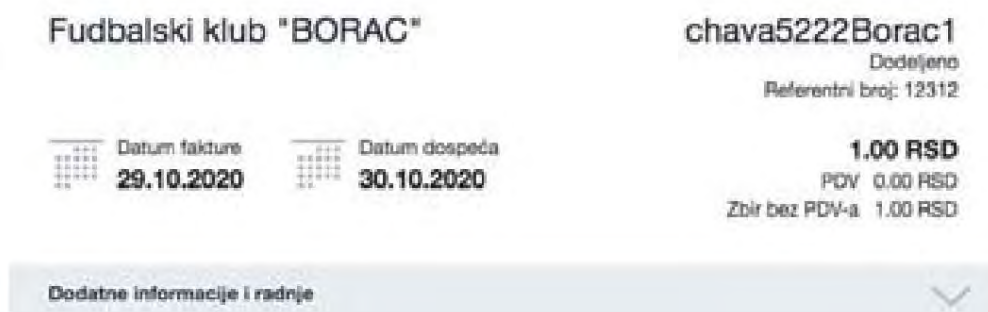 Fudbalski klub "BORAC"
chava5222Borac1
Dodeljeno
Referentni broj: 12312
Datum fakture
29.10.2020
Datum dospeća
30.10.2020
1.00 RSD
PDV 0.00 RSD
Zbir bez PDV-a 1.00 RSD
Dodatne informacije i radnje